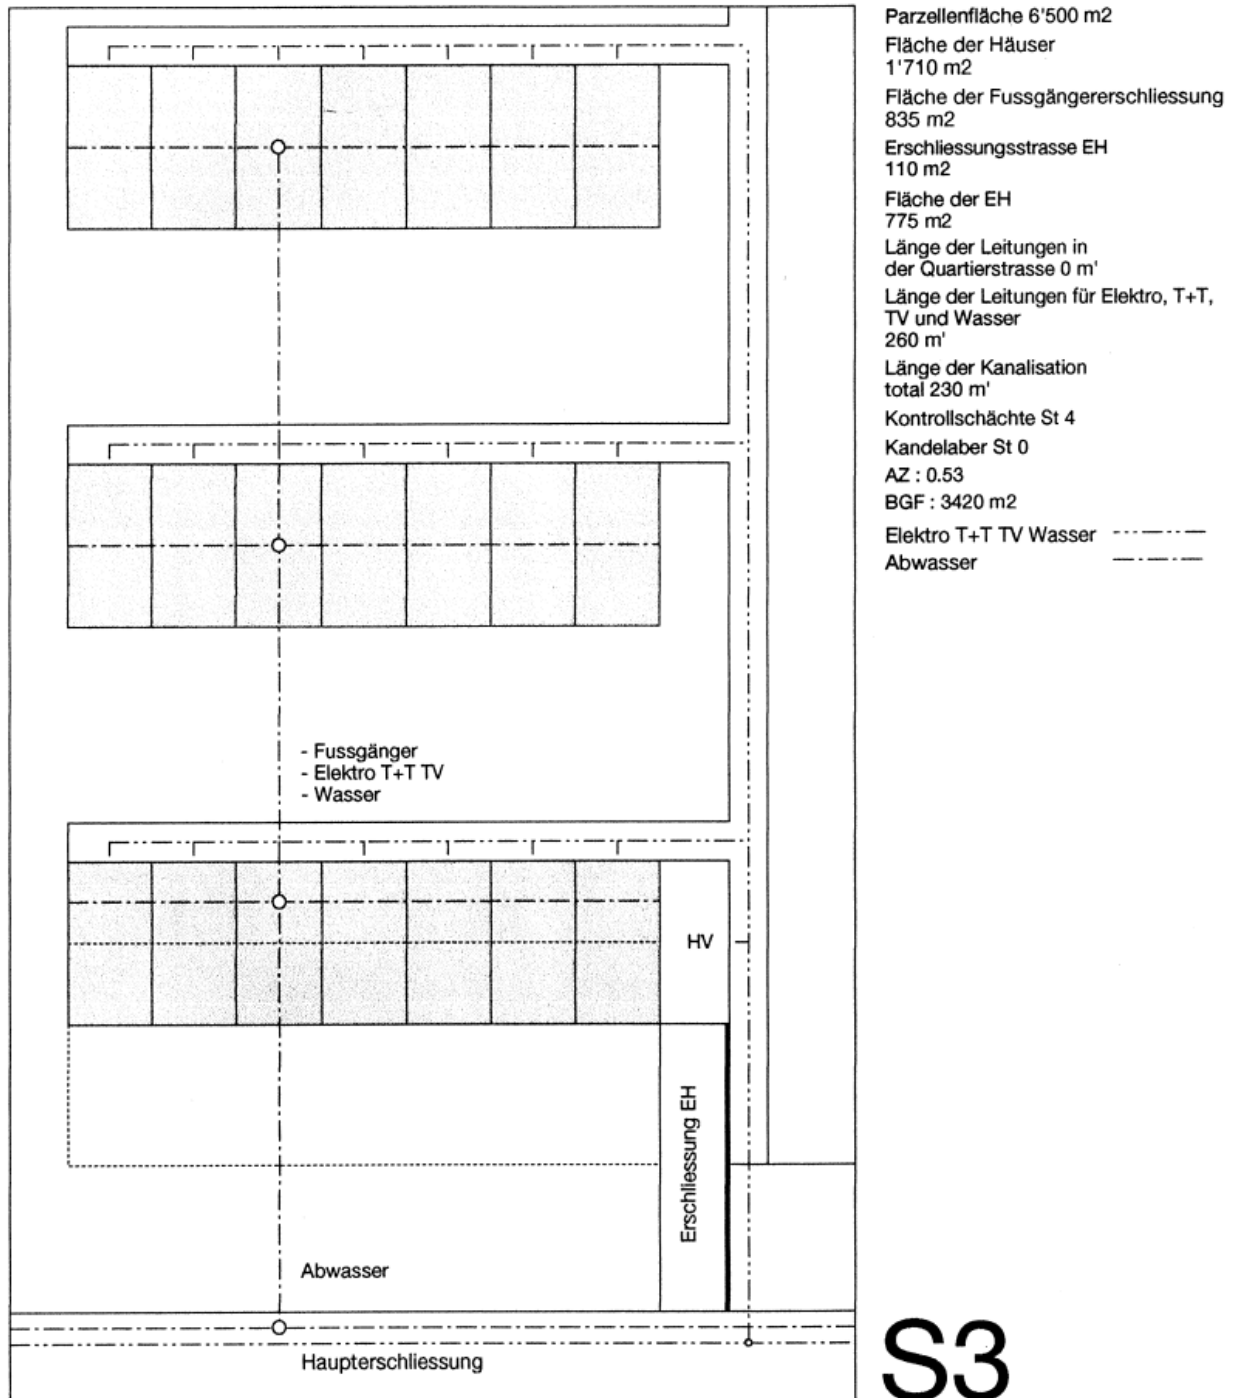 Parzellenfläche 6'500 m2
Fläche der Häuser
1'710 m2
Fläche der Fussgängererschliessung
835 m2
Erschliessungsstrasse EH
110 m2
Fläche der EH
775 m2
Länge der Leitungen in
der Quartierstrasse 0 m'
Länge der Leitungen für Elektro, T+T,
TV und Wasser
260 m'
Länge der Kanalisation
total 230 m'
Kontrollschächte St 4
Kandelaber St 0
AZ : 0.53
BGF : 3420 m2
Elektro T+T TV Wasser
Abwasser
- Fussgänger
- Elektro T+T TV
- Wasser
HV
Erschliessung EH
Abwasser
Haupterschliessung
S3